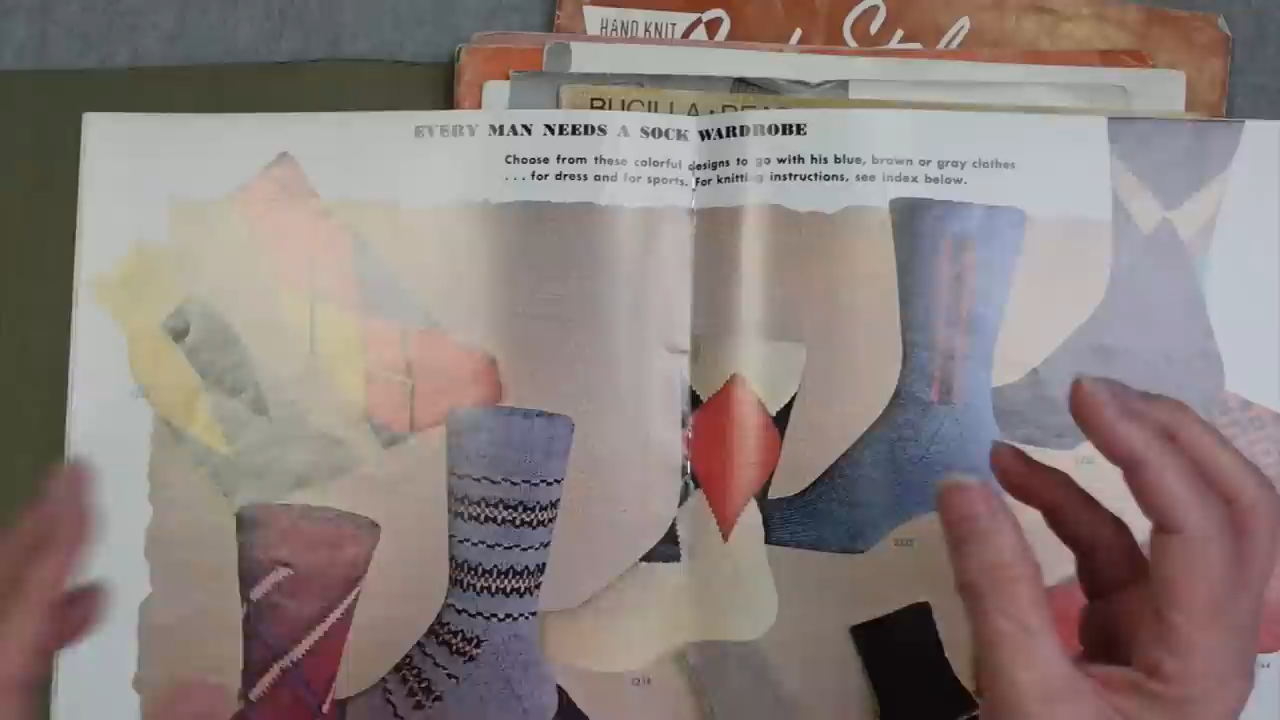 HAND KNIT
BUCILLA
EVERY MAN NEEDS A SOCK WARDROBE
Choose from these colorful designs to go with his blue, brown or gray clothes
... for dress and for sports. For knitting instructions, see index below.